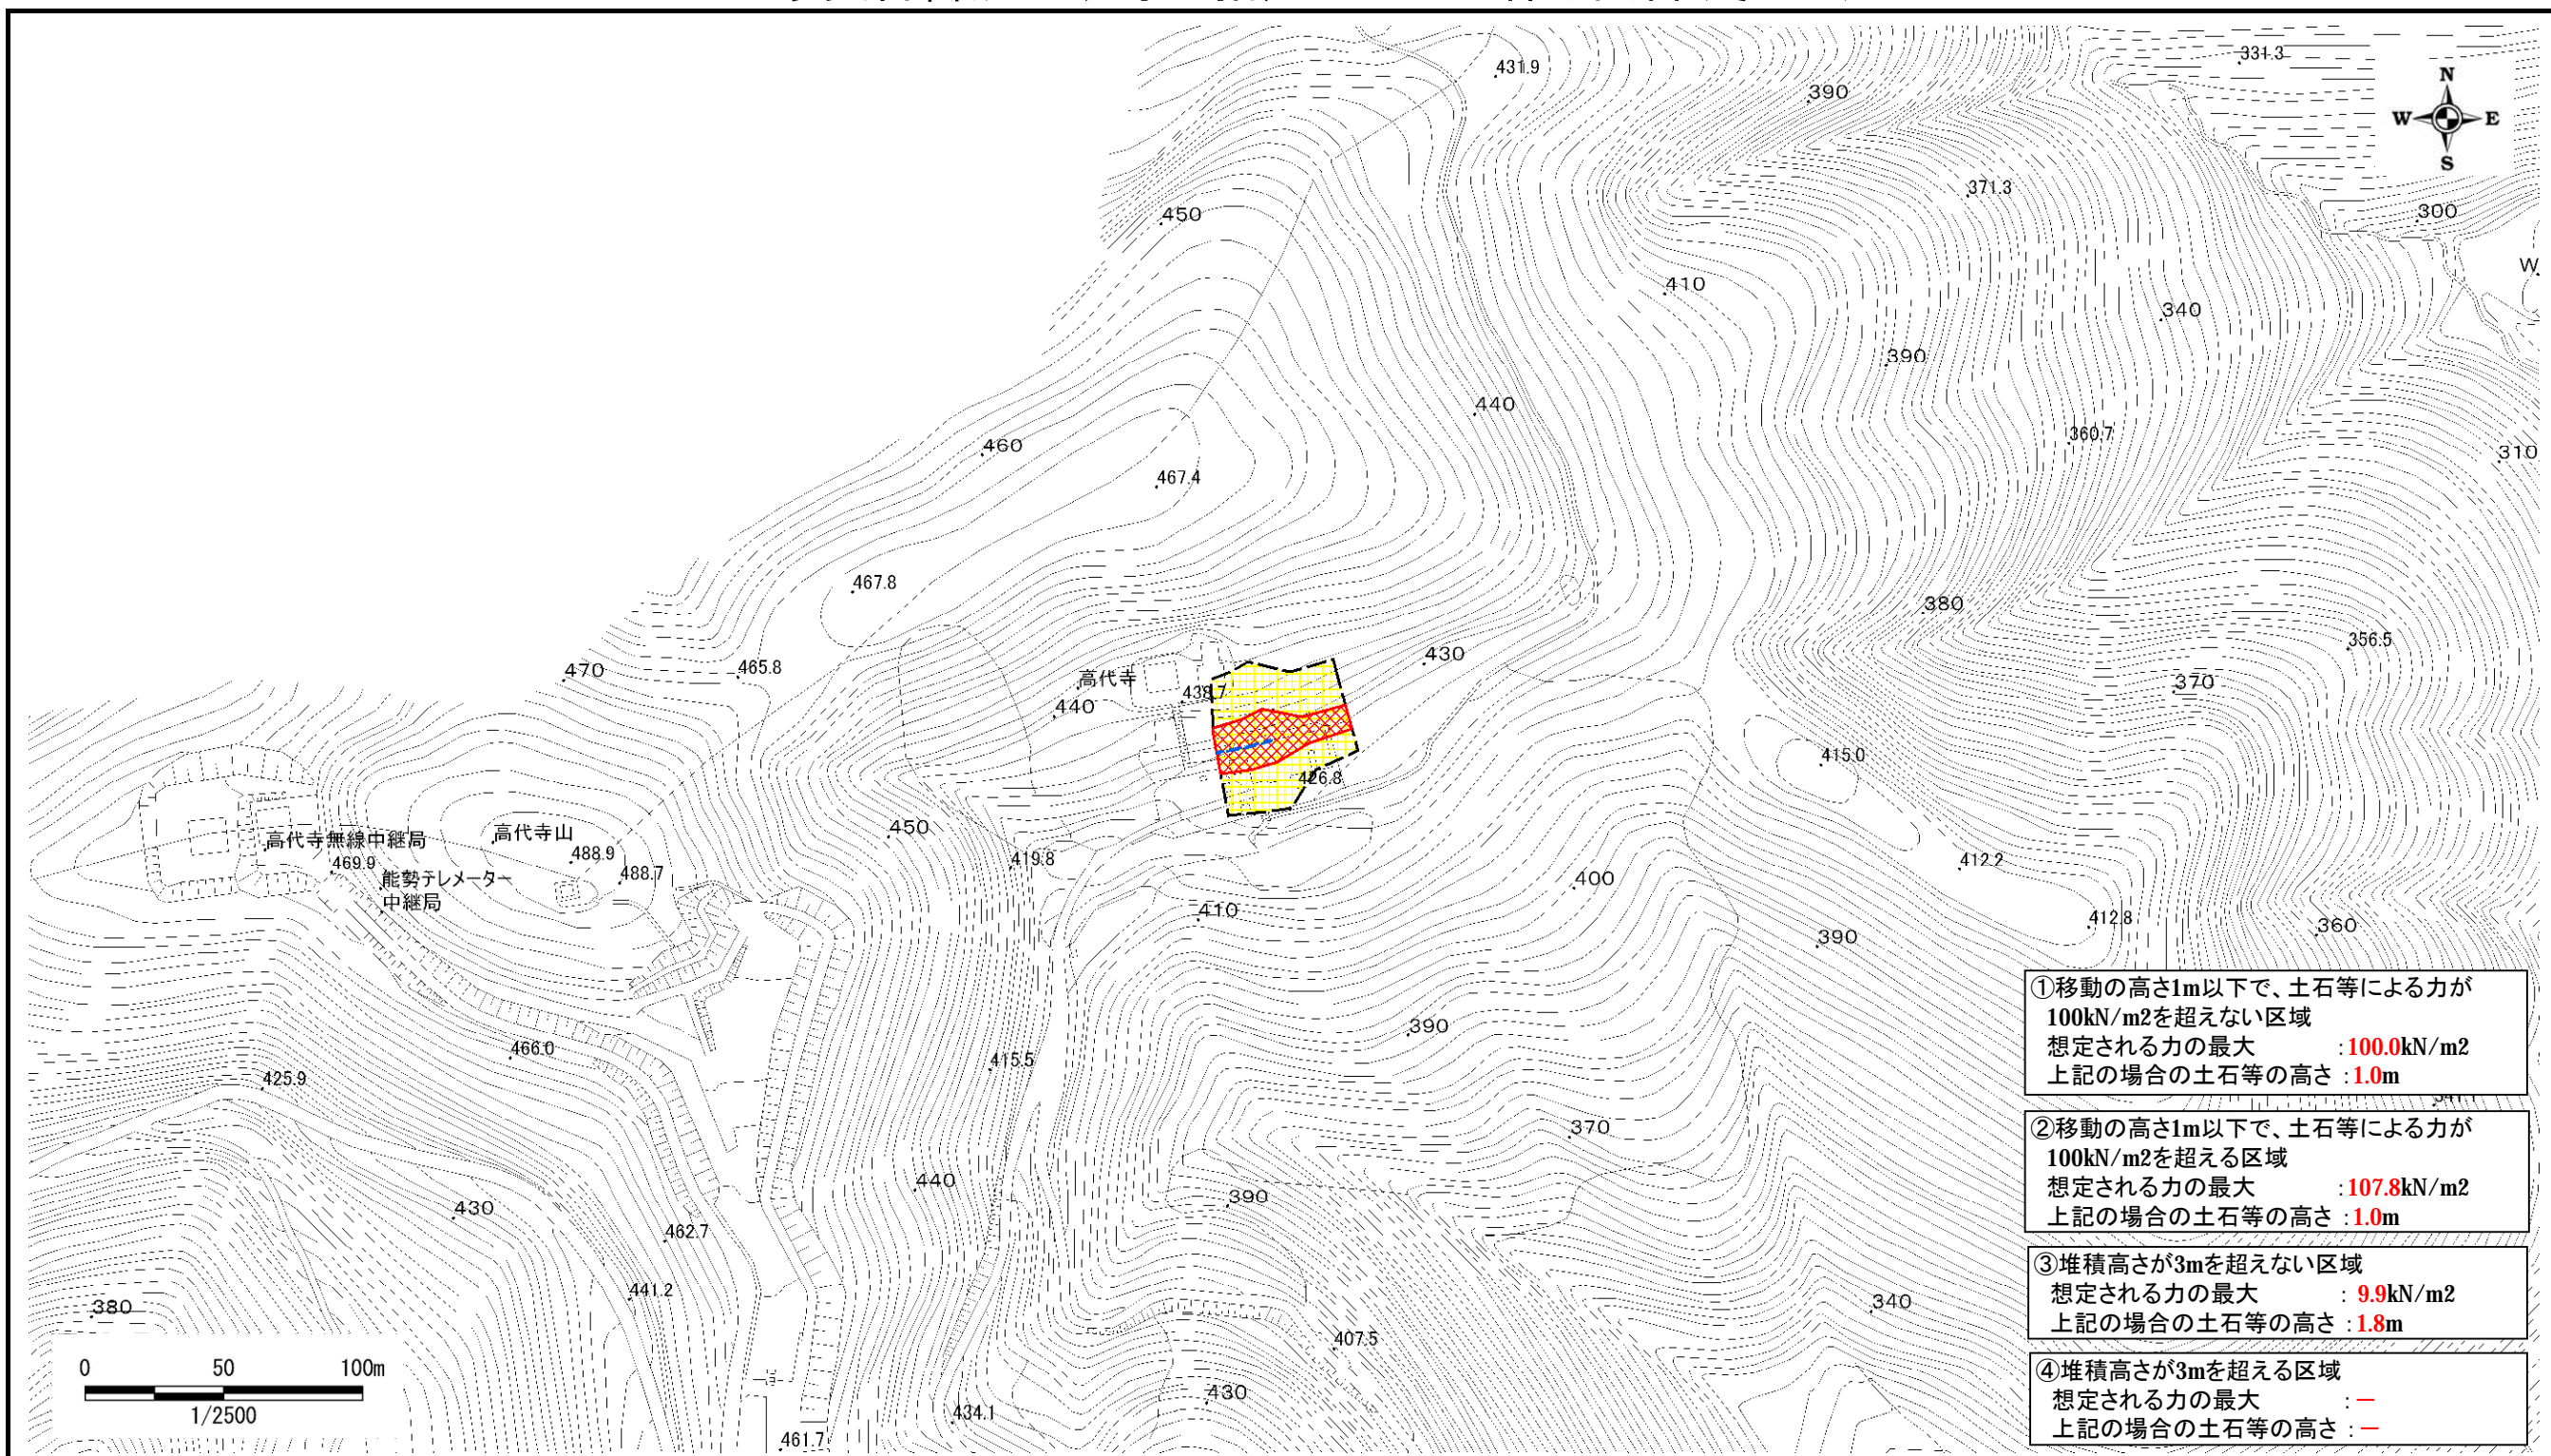 431.9
390
331.3
N
W E
S
371.3
300
450
W
410
340
390
440
360.7
310
460
467.4
467.8
380
356.5
430
470
465.8
高代寺
438.7
370
440
415.0
426.8
450
高代寺山
高代寺無線中継局
488.9
469.9
419.8
412.2
能勢テレメーター
中継局
488.7
400
410
412.8
360
390
①移動の高さ1m以下で、土石等による力が
100kN/m2を超えない区域
想定される力の最大 :100.0kN/m2
上記の場合の土石等の高さ :1.0m
390
466.0
415.5
425.9
②移動の高さ1m以下で、土石等による力が
100kN/m2を超える区域
想定される力の最大 :107.8kN/m2
上記の場合の土石等の高さ :1.0m
370
440
390
430
462.7
③堆積高さが3mを超えない区域
想定される力の最大 : 9.9kN/m2
上記の場合の土石等の高さ :1.8m
441.2
380
340
407.5
④堆積高さが3mを超える区域
想定される力の最大 :－
上記の場合の土石等の高さ :－
0 50 100m
1/2500
430
434.1
461.7